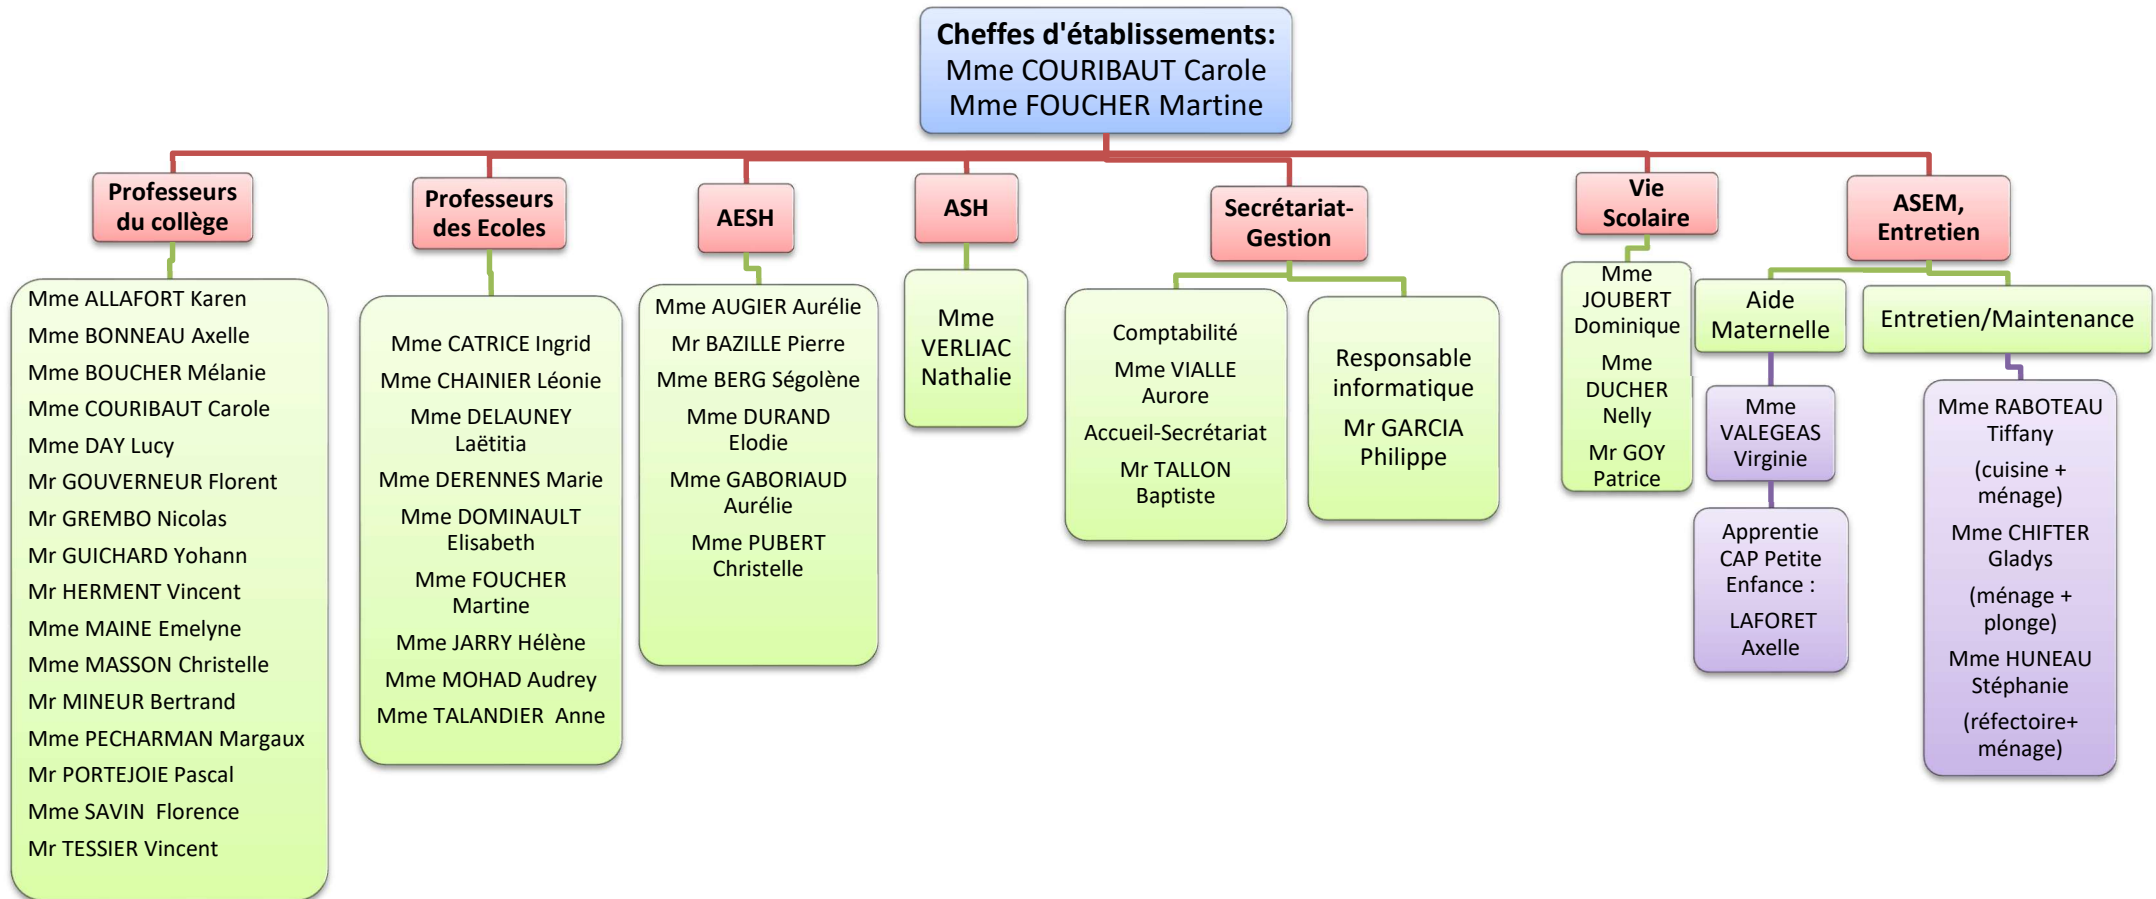 Cheffes d'établissements:
Mme COURIBAUT Carole
Mme FOUCHER Martine
Professeurs
du collège
Mme ALLAFORT Karen
Mme BONNEAU Axelle
Mme BOUCHER Mélanie
Mme COURIBAUT Carole
Mme DAY Lucy
Mr GOUVERNEUR Florent
Mr GREMBO Nicolas
Mr GUICHARD Yohann
Mr HERMENT Vincent
Mme MAINE Emelyne
Mme MASSON Christelle
Mr MINEUR Bertrand
Mme PECHARMAN Margaux
Mr PORTEJOIE Pascal
Mme SAVIN  Florence
Mr TESSIER Vincent
Professeurs
des Ecoles
Mme CATRICE Ingrid
Mme CHAINIER Léonie
Mme DELAUNEY
Laëtitia
Mme DERENNES Marie
Mme DOMINAULT
Elisabeth
Mme FOUCHER
Martine
Mme JARRY Hélène
Mme MOHAD Audrey
Mme TALANDIER  Anne
AESH
Mme AUGIER Aurélie
Mr BAZILLE Pierre
Mme BERG Ségolène
Mme DURAND
Elodie
Mme GABORIAUD
Aurélie
Mme PUBERT
Christelle
ASH
Mme
VERLIAC
Nathalie
Secrétariat-
Gestion
Comptabilité
Mme VIALLE
Aurore
Accueil-Secrétariat
Mr TALLON
Baptiste
Responsable
informatique
Mr GARCIA
Philippe
Vie
Scolaire
Mme
JOUBERT
Dominique
Mme
DUCHER
Nelly
Mr GOY
Patrice
ASEM,
Entretien
Aide
Maternelle
Mme
VALEGEAS
Virginie
Apprentie
CAP Petite
Enfance :
LAFORET
Axelle
Entretien/Maintenance
Mme RABOTEAU
Tiffany
(cuisine +
ménage)
Mme CHIFTER
Gladys
(ménage +
plonge)
Mme HUNEAU
Stéphanie
(réfectoire+
ménage)